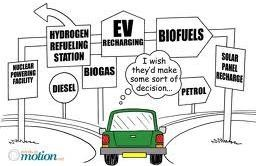 HYDROGEN
REFUELING
STATION
EV
RECHARGING
BIOFUELS
NUCLEAR
POWERING
FACILITY
DIESEL
BIOGAS
I wish
they'd make
some sort of
decision...
PETROL
SOLAR
PANEL
RECHARGE
motion